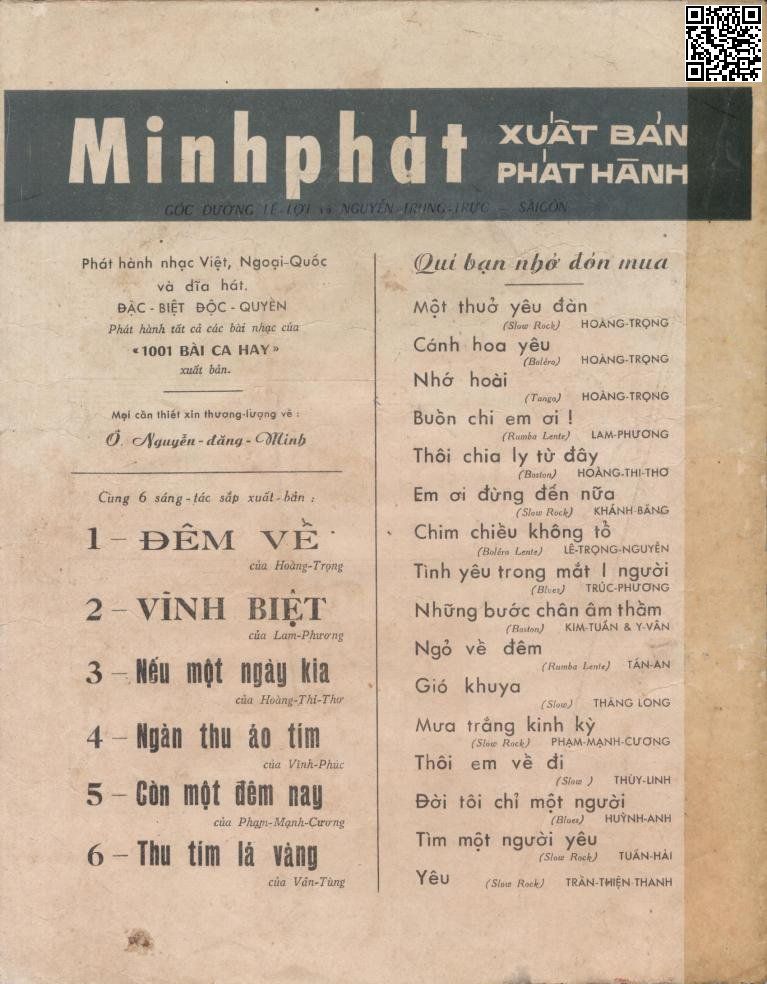 Minhphát
XUẤT BẢN
PHÁT HÀNH
GÓC ĐƯỜNG LÊ-LỢI và NGUYỄN-TRUNG-TRỰC — SÀIGÒN
Phát hành nhạc Việt, Ngoại-Quốc
và dĩa hát.
ĐẶC - BIỆT ĐỘC - QUYỀN
Phát hành tất cả các bài nhạc của
«1001 BÀI CA HAY»
xuất bản.
Mọi cần thiết xin thương-lượng về :
Ô. Nguyễn-đăng-Minh
Cùng 6 sáng-tác sắp xuất-bản :
1 – ĐÊM VỀ
của Hoàng-Trọng
2 – VĨNH BIỆT
của Lam-Phương
3 – Nếu một ngày kia
của Hoàng-Thi-Thơ
4 – Ngàn thu áo tím
của Vĩnh-Phúc
5 – Còn một đêm nay
của Phạm-Mạnh-Cương
6 – Thu tím lá vàng
của Vân-Tùng
Quí bạn nhớ đón mua
Một thuở yêu đàn
(Slow Rock) HOÀNG-TRỌNG
Cánh hoa yêu
(Boléro) HOÀNG-TRỌNG
Nhớ hoài
(Tango) HOÀNG-TRỌNG
Buồn chi em ơi !
(Rumba Lente) LAM-PHƯƠNG
Thôi chia ly từ đây
(Boston) HOÀNG-THI-THƠ
Em ơi đừng đến nữa
(Slow Rock) KHÁNH-BĂNG
Chim chiều không tổ
(Boléro Lente) LÊ-TRỌNG-NGUYỄN
Tình yêu trong mắt 1 người
(Blues) TRÚC-PHƯƠNG
Những bước chân âm thầm
(Boston) KIM-TUẤN & Y-VÂN
Ngỏ về đêm
(Rumba Lente) TẤN-AN
Gió khuya
(Slow) THĂNG LONG
Mưa trắng kinh kỳ
(Slow Rock) PHẠM-MẠNH-CƯƠNG
Thôi em về đi
(Slow ) THÙY-LINH
Đời tôi chỉ một người
(Blues) HUỲNH-ANH
Tìm một người yêu
(Slow Rock) TUẤN-HẢI
Yêu (Slow Rock) TRẦN-THIỆN-THANH